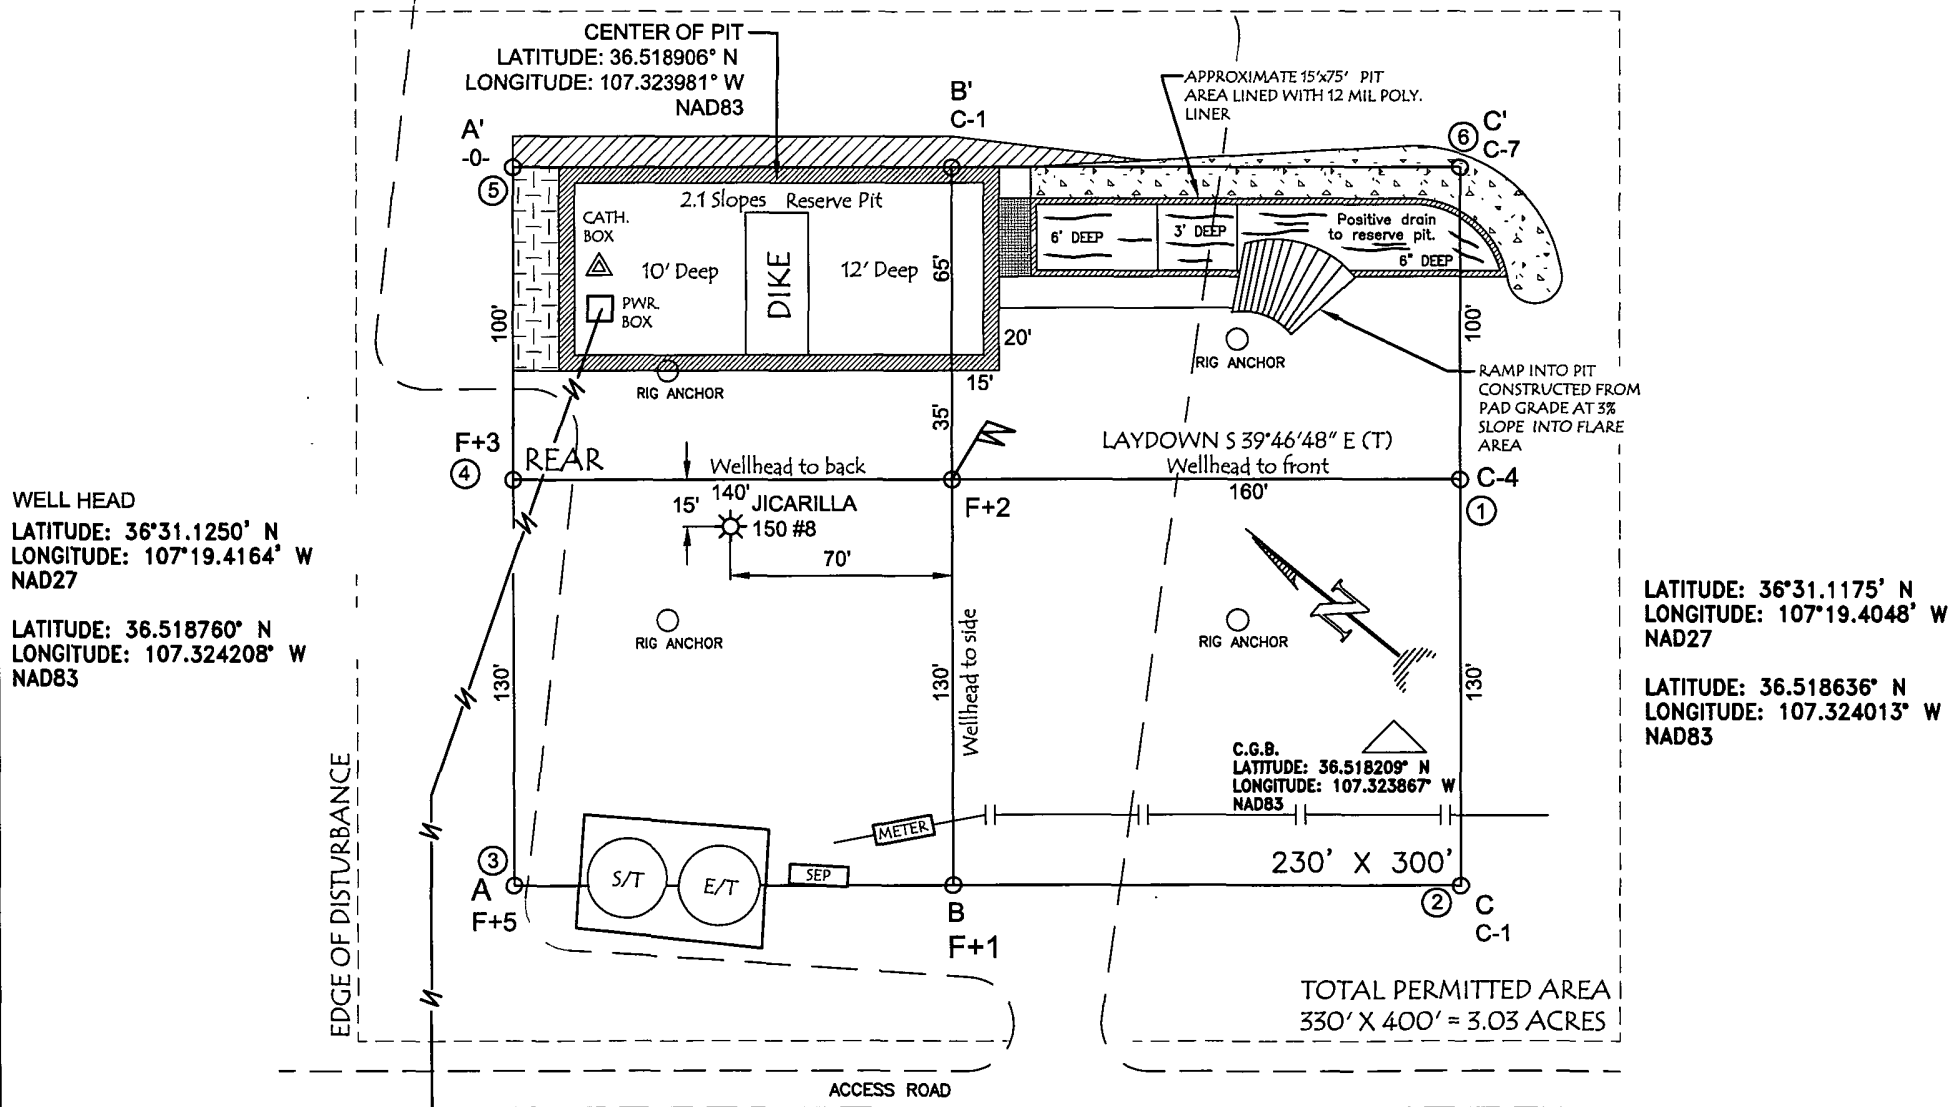 CENTER OF PIT
LATITUDE: 36.518906° N
LONGITUDE: 107.323981° W
NAD83
APPROXIMATE 15'x75' PIT
AREA LINED WITH 12 MIL POLY.
LINER
A'
-0-
5
B'
C-1
6
C'
C-7
2.1 Slopes Reserve Pit
CATH.
BOX
10' Deep
DIKE
12' Deep
65'
PWR.
BOX
6' DEEP
3' DEEP
Positive drain
to reserve pit.
6" DEEP
100'
20'
15'
35'
100'
RIG ANCHOR
RIG ANCHOR
RAMP INTO PIT
CONSTRUCTED FROM
PAD GRADE AT 3%
SLOPE INTO FLARE
AREA
F+3
4
REAR
Wellhead to back
140'
LAYDOWN S 39°46'48" E (T)
Wellhead to front
160'
F+2
C-4
1
15'
JICARILLA
150 #8
70'
WELL HEAD
LATITUDE: 36°31.1250' N
LONGITUDE: 107°19.4164' W
NAD27
LATITUDE: 36.518760° N
LONGITUDE: 107.324208° W
NAD83
LATITUDE: 36°31.1175' N
LONGITUDE: 107°19.4048' W
NAD27
LATITUDE: 36.518636° N
LONGITUDE: 107.324013° W
NAD83
N
RIG ANCHOR
RIG ANCHOR
130'
130'
Wellhead to side
130'
C.G.B.
LATITUDE: 36.518209° N
LONGITUDE: 107.323867° W
NAD83
METER
SEP
S/T
E/T
230' X 300'
3
A
F+5
B
F+1
2
C
C-1
EDGE OF DISTURBANCE
TOTAL PERMITTED AREA
330' X 400' = 3.03 ACRES
ACCESS ROAD